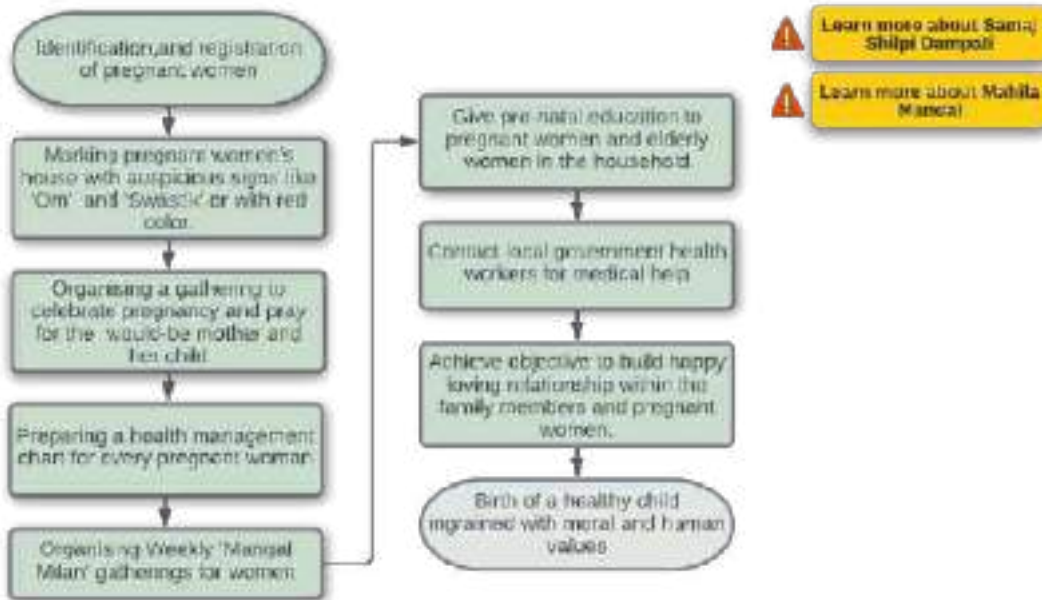 Identification and registration
of pregnant women
Marking pregnant women's
house with auspicious signs like
'Om' and 'Swastik' or with red
color.
Organising a gathering to
celebrate pregnancy and pray
for the would-be mother and
her child
Preparing a health management
chart for every pregnant woman
Organising Weekly 'Mangal
Milan' gatherings for women
Give pre-natal education to
pregnant women and elderly
women in the household.
Contact local government health
workers for medical help
Achieve objective to build happy
loving relationship within the
family members and pregnant
women.
Birth of a healthy child
ingrained with moral and human
values
Learn more about Samaj
Shilpi Dampati
Learn more about Mahila
Mandal